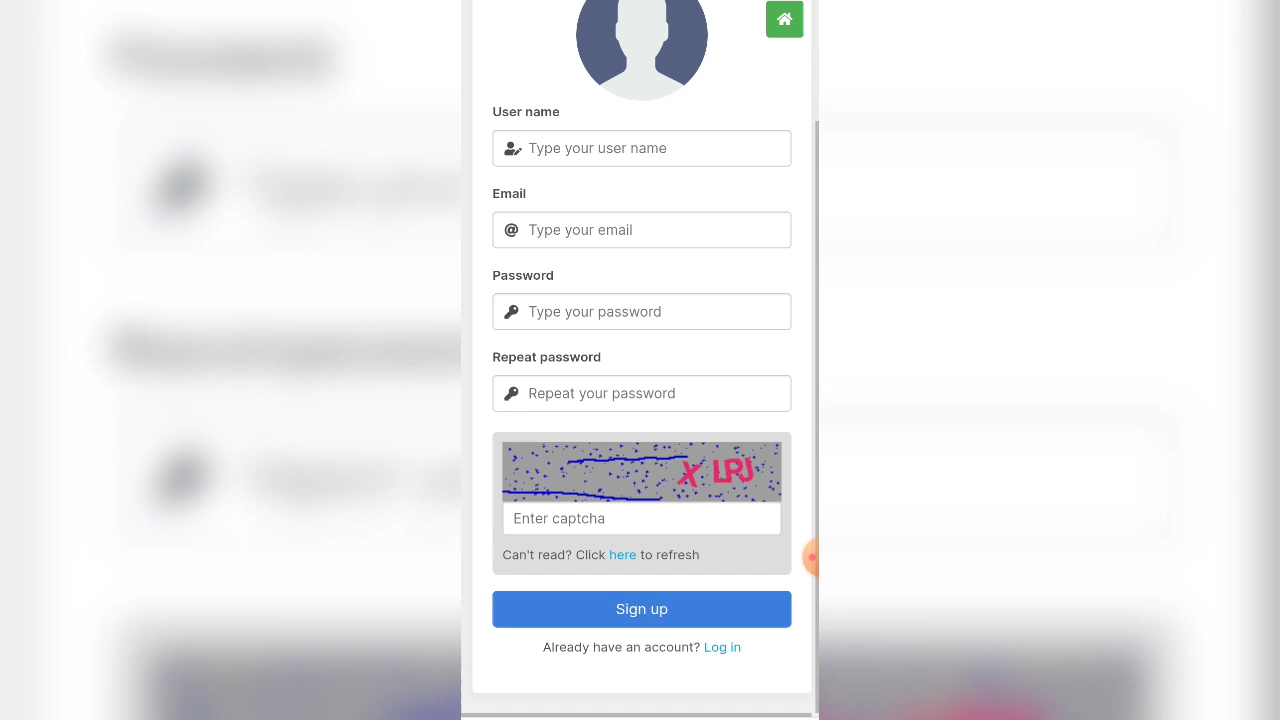 User name
Type your user name
Email
Type your email
Password
Type your password
Repeat password
Repeat your password
X LPJ
Enter captcha
Can't read? Click here to refresh
Sign up
Already have an account? Log in